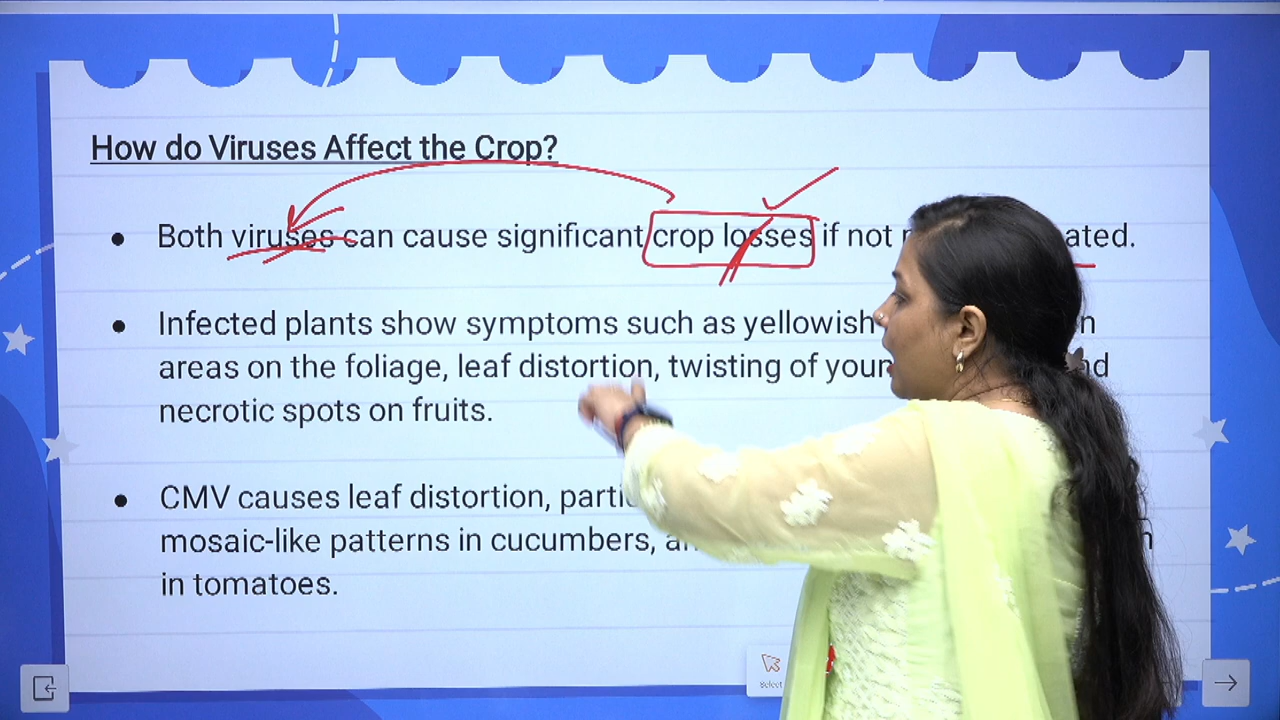 How do Viruses Affect the Crop?
● Both viruses can cause significant crop losses if not ated.
● Infected plants show symptoms such as yellowish
areas on the foliage, leaf distortion, twisting of
necrotic spots on fruits.
● CMV causes leaf distortion,
mosaic-like patterns in cucumbers,
in tomatoes.
Select